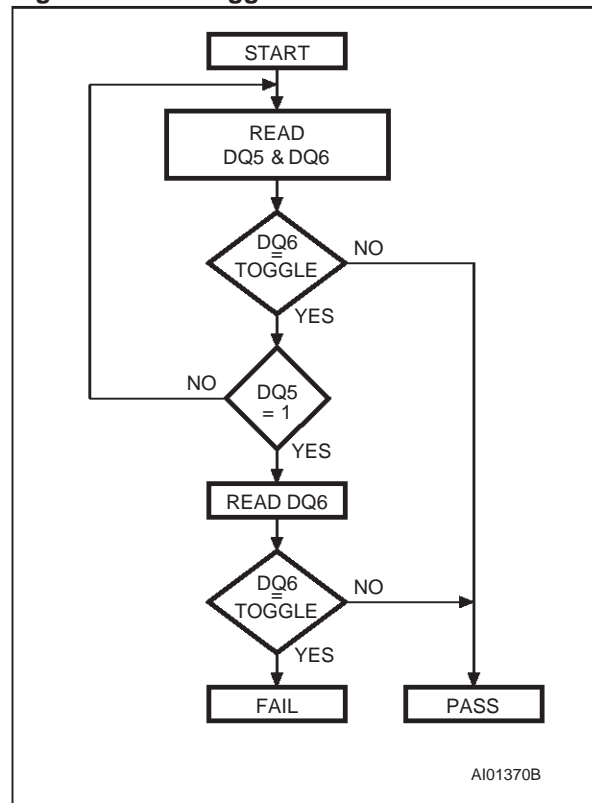 START
READ
DQ5 & DQ6
DQ6
=
TOGGLE
NO
YES
NO
DQ5
= 1
YES
READ DQ6
DQ6
=
TOGGLE
NO
YES
FAIL
PASS
AI01370B